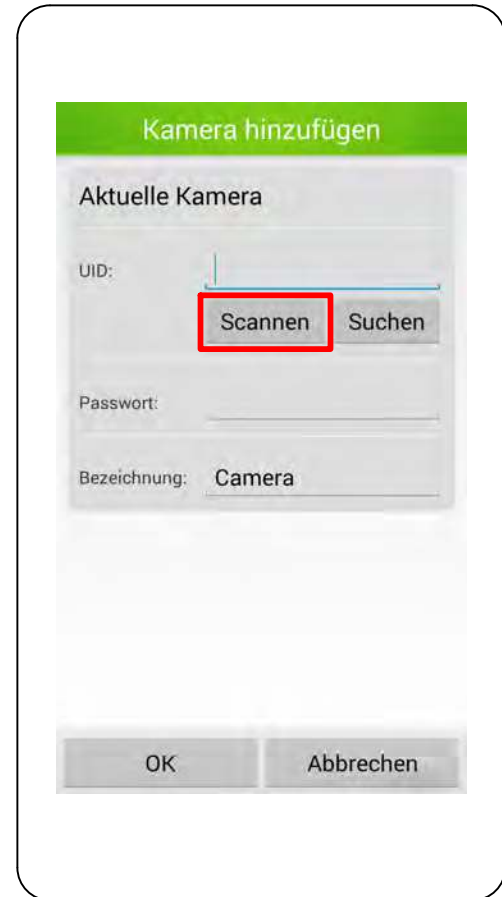 Kamera hinzufügen
Aktuelle Kamera
UID:
Scannen Suchen
Passwort:
Bezeichnung: Camera
OK Abbrechen